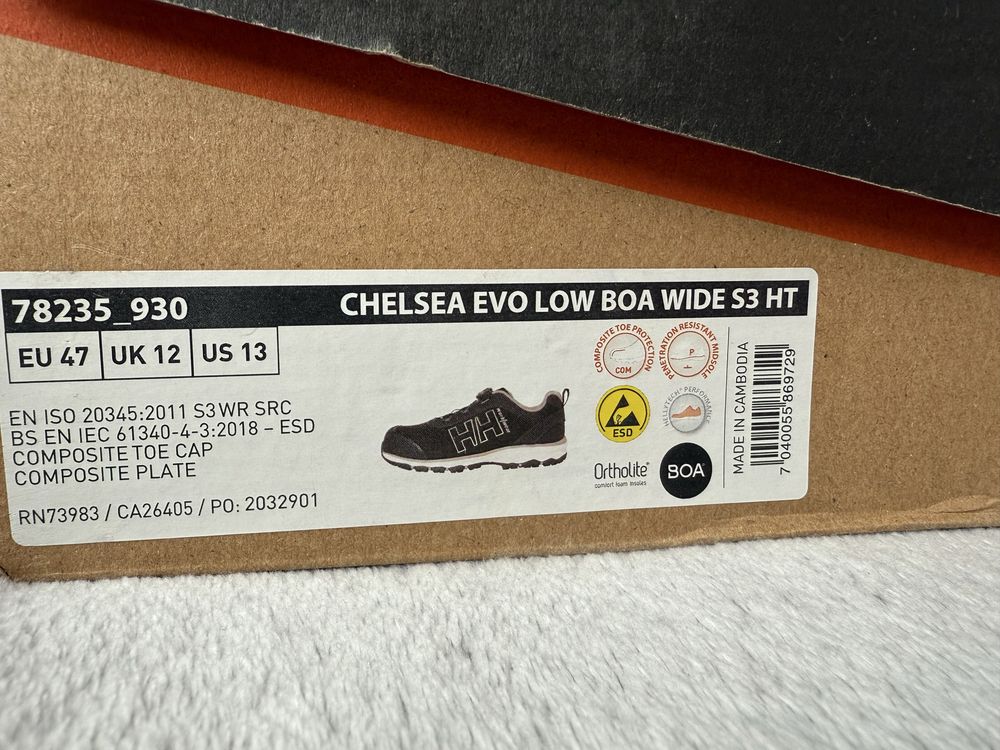 78235_930
CHELSEA EVO LOW BOA WIDE S3 HT
EU 47
UK 12
US 13
EN ISO 20345:2011 S3 WR SRC
BS EN IEC 61340-4-3:2018 – ESD
COMPOSITE TOE CAP
COMPOSITE PLATE
RN73983 / CA26405 / PO: 2032901
HH
COMPOSITE TOE PROTECTION
COM
PENETRATION RESISTANT MIDSOLE
P
ESD
HELLYTECH® PERFORMANCE
Ortholite®
comfort foam insoles
BOA®
MADE IN CAMBODIA
7 040055 869729